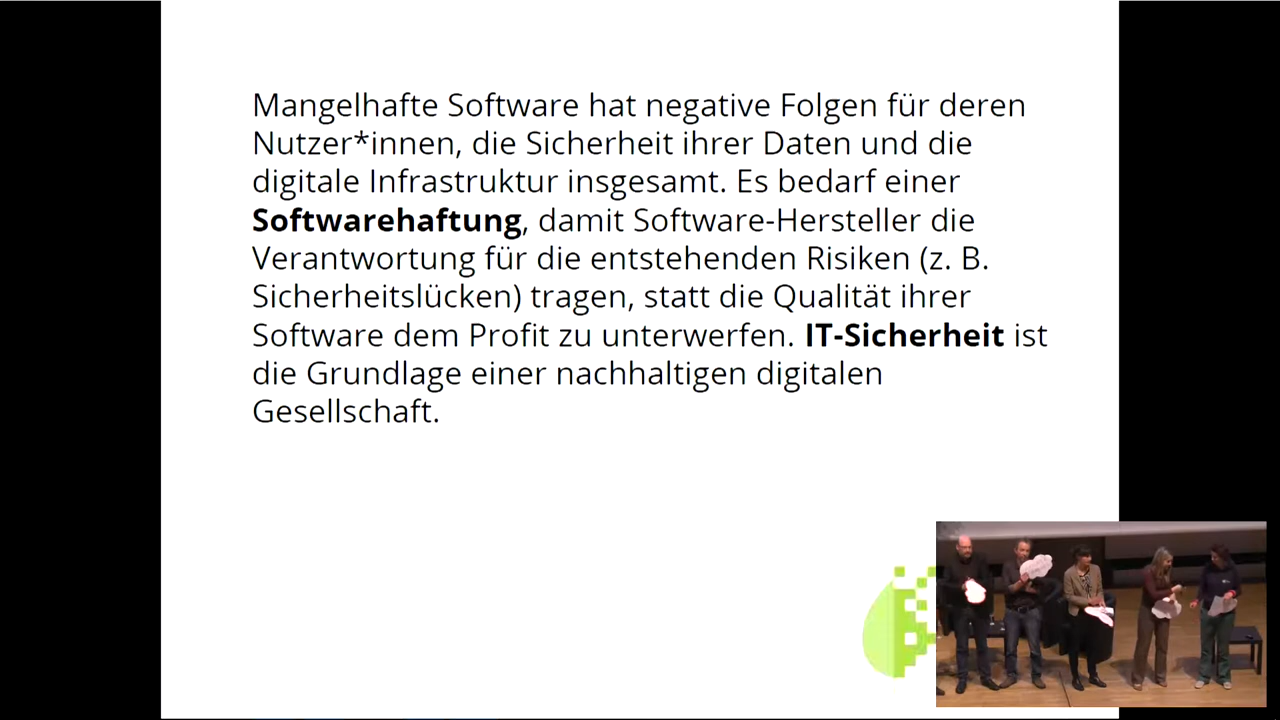 Mangelhafte Software hat negative Folgen für deren
Nutzer*innen, die Sicherheit ihrer Daten und die
digitale Infrastruktur insgesamt. Es bedarf einer
Softwarehaftung, damit Software-Hersteller die
Verantwortung für die entstehenden Risiken (z. B.
Sicherheitslücken) tragen, statt die Qualität ihrer
Software dem Profit zu unterwerfen. IT-Sicherheit ist
die Grundlage einer nachhaltigen digitalen
Gesellschaft.